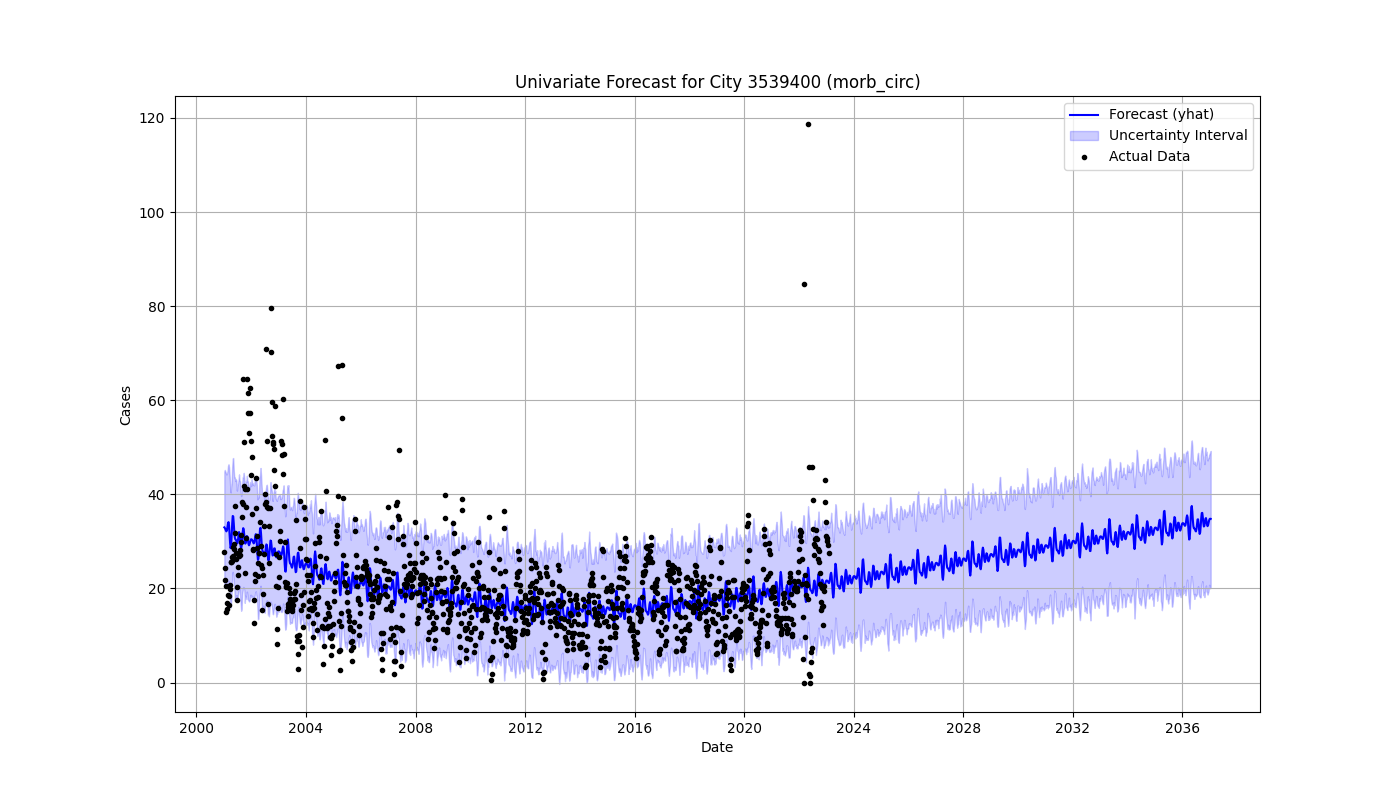 Univariate Forecast for City 3539400 (morb_circ)
Forecast (yhat)
Uncertainty Interval
Actual Data
Cases
120
100
80
60
40
20
0
2000 2004 2008 2012 2016 2020 2024 2028 2032 2036
Date